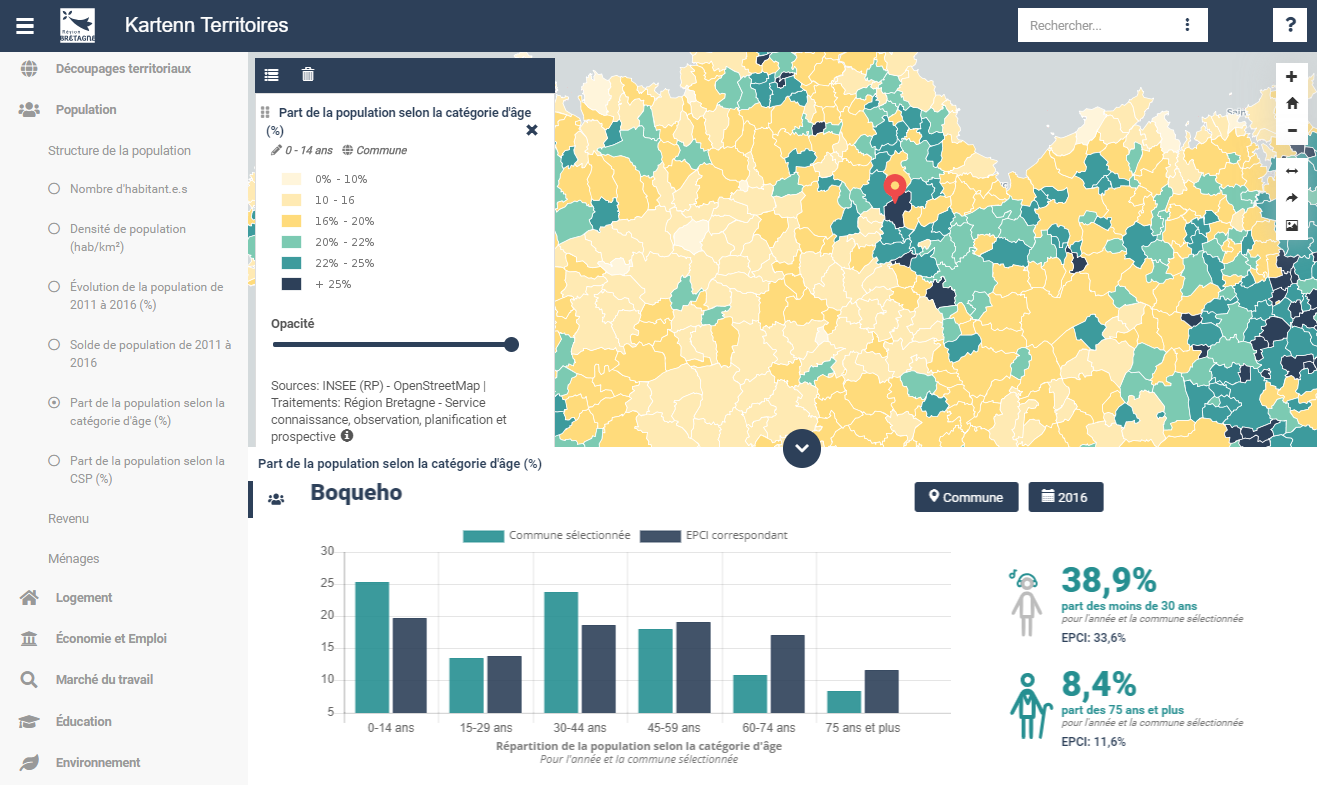 Région
BRETAGNE
Kartenn Territoires
Rechercher...
?
Découpages territoriaux
Population
Structure de la population
Nombre d'habitant.e.s
Densité de population
(hab/km²)
Évolution de la population de
2011 à 2016 (%)
Solde de population de 2011 à
2016
Part de la population selon la
catégorie d'âge (%)
Part de la population selon la
CSP (%)
Revenu
Ménages
Logement
Économie et Emploi
Marché du travail
Éducation
Environnement
Part de la population selon la catégorie d'âge
(%)
0 - 14 ans Commune
0% - 10%
10 - 16
16% - 20%
20% - 22%
22% - 25%
+ 25%
Opacité
Sources: INSEE (RP) - OpenStreetMap |
Traitements: Région Bretagne - Service
connaissance, observation, planification et
prospective
Part de la population selon la catégorie d'âge (%)
Boqueho
Commune
2016
Commune sélectionnée EPCI correspondant
30
25
20
15
10
5
0-14 ans 15-29 ans 30-44 ans 45-59 ans 60-74 ans 75 ans et plus
Répartition de la population selon la catégorie d'âge
Pour l'année et la commune sélectionnée
38,9%
part des moins de 30 ans
pour l'année et la commune sélectionnée
EPCI: 33,6%
8,4%
part des 75 ans et plus
pour l'année et la commune sélectionnée
EPCI: 11,6%